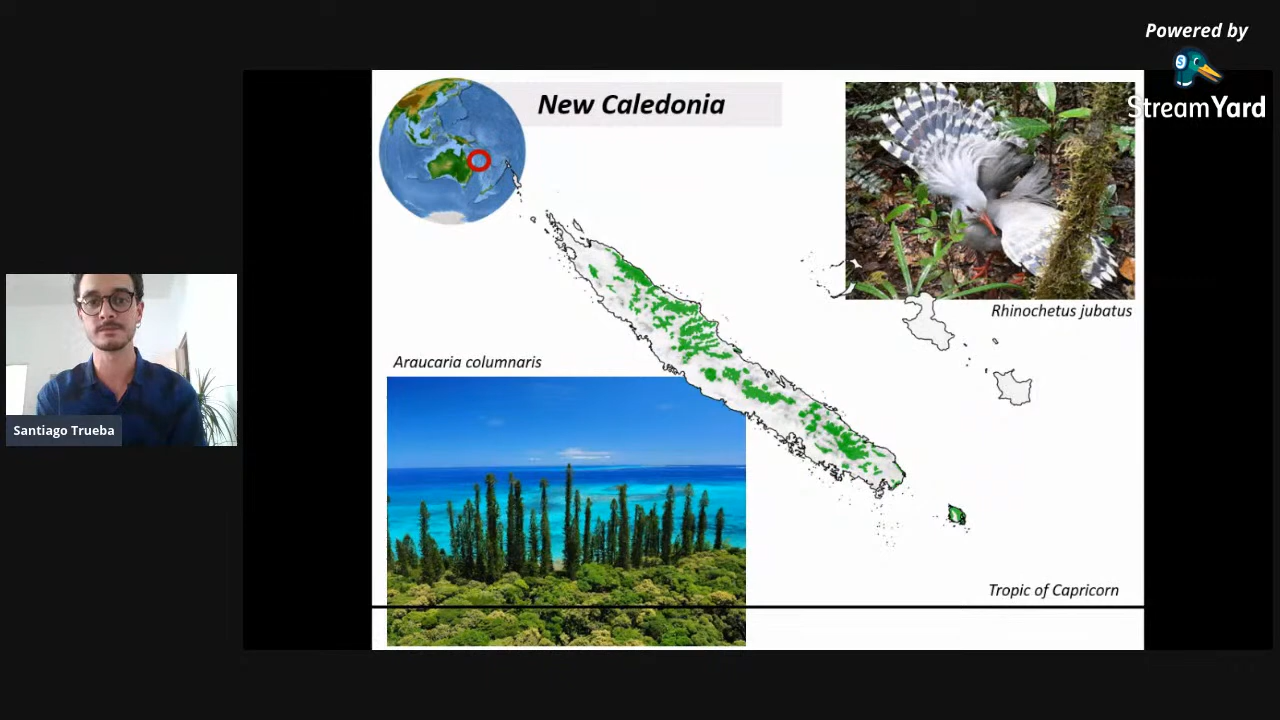 Powered by
StreamYard
New Caledonia
Rhinochetus jubatus
Araucaria columnaris
Santiago Trueba
Tropic of Capricorn